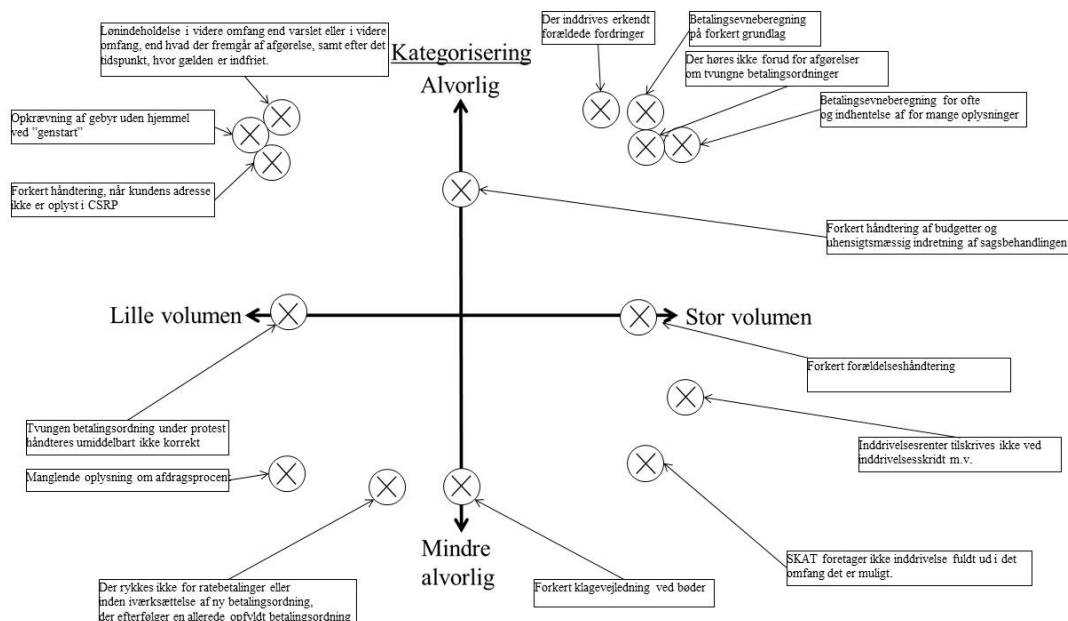 Lønindeholdelse i videre omfang end varslet eller i videre
omfang, end hvad der fremgår af afgørelse, samt efter det
tidspunkt, hvor gælden er indfriet.
Opkrævning af gebyr uden hjemmel
ved ”genstart”
Forkert håndtering, når kundens adresse
ikke er oplyst i CSRP
Kategorisering
Alvorlig
Der inddrives erkendt
forældede fordringer
Betalingsevneberegning
på forkert grundlag
Der høres ikke forud for afgørelser
om tvungne betalingsordninger
Betalingsevneberegning for ofte
og indhentelse af for mange oplysninger
Forkert håndtering af budgetter og
uhensigtsmæssig indretning af sagsbehandlingen
Lille volumen
Stor volumen
Forkert forældelseshåndtering
Tvungen betalingsordning under protest
håndteres umiddelbart ikke korrekt
Manglende oplysning om afdragsprocent
Inddrivelsesrenter tilskrives ikke ved
inddrivelsesskridt m.v.
Mindre
alvorlig
SKAT foretager ikke inddrivelse fuldt ud i det
omfang det er muligt.
Der rykkes ikke for ratebetalinger eller
inden iværksættelse af ny betalingsordning,
der efterfølger en allerede opfyldt betalingsordning
Forkert klagevejledning ved bøder